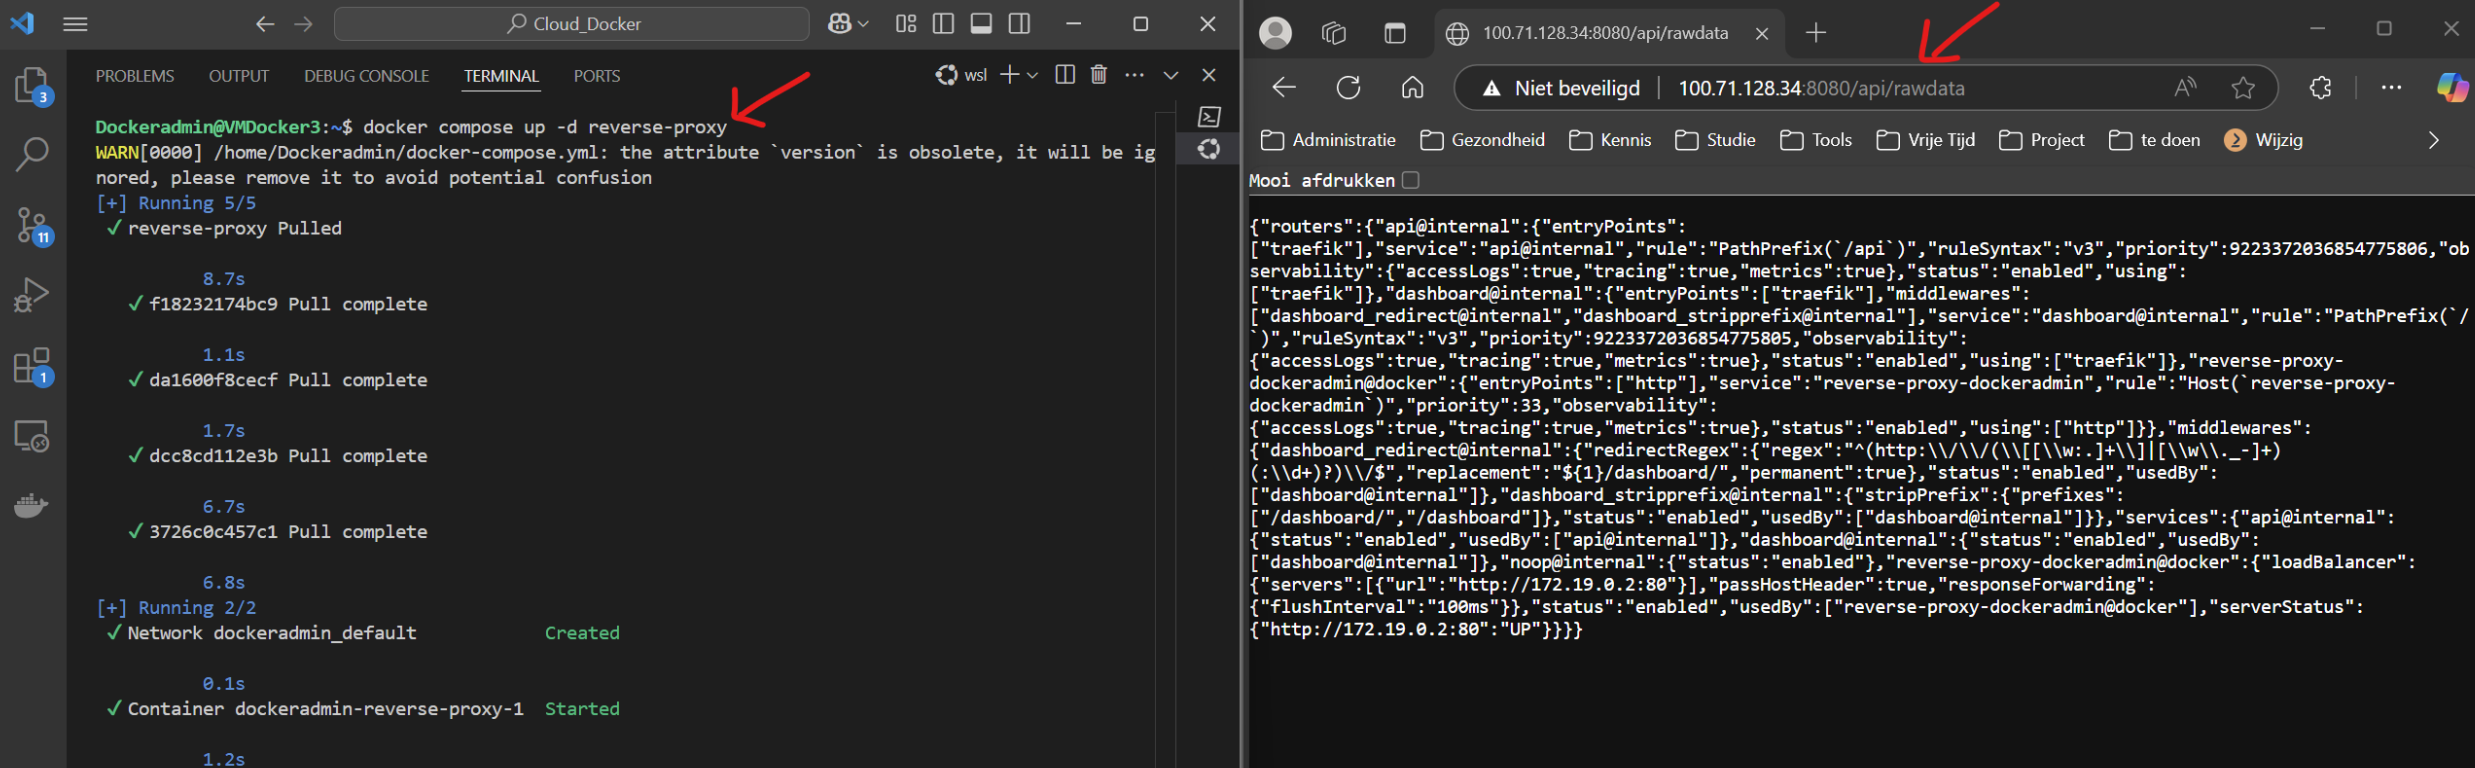 Cloud_Docker
PROBLEMS OUTPUT DEBUG CONSOLE TERMINAL PORTS
wsl
3
11
1
Dockeradmin@VMDocker3:~$ docker compose up -d reverse-proxy
WARN[0000] /home/Dockeradmin/docker-compose.yml: the attribute `version` is obsolete, it will be ig
nored, please remove it to avoid potential confusion
[+] Running 5/5
✓ reverse-proxy Pulled
8.7s
✓ f18232174bc9 Pull complete
1.1s
✓ da1600f8cecf Pull complete
1.7s
✓ dcc8cd112e3b Pull complete
6.7s
✓ 3726c0c457c1 Pull complete
6.8s
[+] Running 2/2
✓ Network dockeradmin_default Created
0.1s
✓ Container dockeradmin-reverse-proxy-1 Started
1.2s
100.71.128.34:8080/api/rawdata
Niet beveiligd 100.71.128.34:8080/api/rawdata
Administratie Gezondheid Kennis Studie Tools Vrije Tijd Project te doen Wijzig
Mooi afdrukken
{"routers":{"api@internal":{"entryPoints":
["traefik"],"service":"api@internal","rule":"PathPrefix(`/api`)","ruleSyntax":"v3","priority":9223372036854775806,"ob
servability":{"accessLogs":true,"tracing":true,"metrics":true},"status":"enabled","using":
["traefik"]},"dashboard@internal":{"entryPoints":["traefik"],"middlewares":
["dashboard_redirect@internal","dashboard_stripprefix@internal"],"service":"dashboard@internal","rule":"PathPrefix(`/
`)","ruleSyntax":"v3","priority":9223372036854775805,"observability":
{"accessLogs":true,"tracing":true,"metrics":true},"status":"enabled","using":["traefik"]},"reverse-proxy-
dockeradmin@docker":{"entryPoints":["http"],"service":"reverse-proxy-dockeradmin","rule":"Host(`reverse-proxy-
dockeradmin`)","priority":33,"observability":
{"accessLogs":true,"tracing":true,"metrics":true},"status":"enabled","using":["http"]}},"middlewares":
{"dashboard_redirect@internal":{"redirectRegex":{"regex":"^(http:\\/\\/(\\[[\\w:.]+\\]|[\\w\\._-]+)
(:\\d+)?)\\/$","replacement":"${1}/dashboard/","permanent":true},"status":"enabled","usedBy":
["dashboard@internal"]},"dashboard_stripprefix@internal":{"stripPrefix":{"prefixes":
["/dashboard/","/dashboard"]},"status":"enabled","usedBy":["dashboard@internal"]}},"services":{"api@internal":
{"status":"enabled","usedBy":["api@internal"]},"dashboard@internal":{"status":"enabled","usedBy":
["dashboard@internal"]},"noop@internal":{"status":"enabled"},"reverse-proxy-dockeradmin@docker":{"loadBalancer":
{"servers":[{"url":"http://172.19.0.2:80"}],"passHostHeader":true,"responseForwarding":
{"flushInterval":"100ms"}},"status":"enabled","usedBy":["reverse-proxy-dockeradmin@docker"],"serverStatus":
{"http://172.19.0.2:80":"UP"}}}}